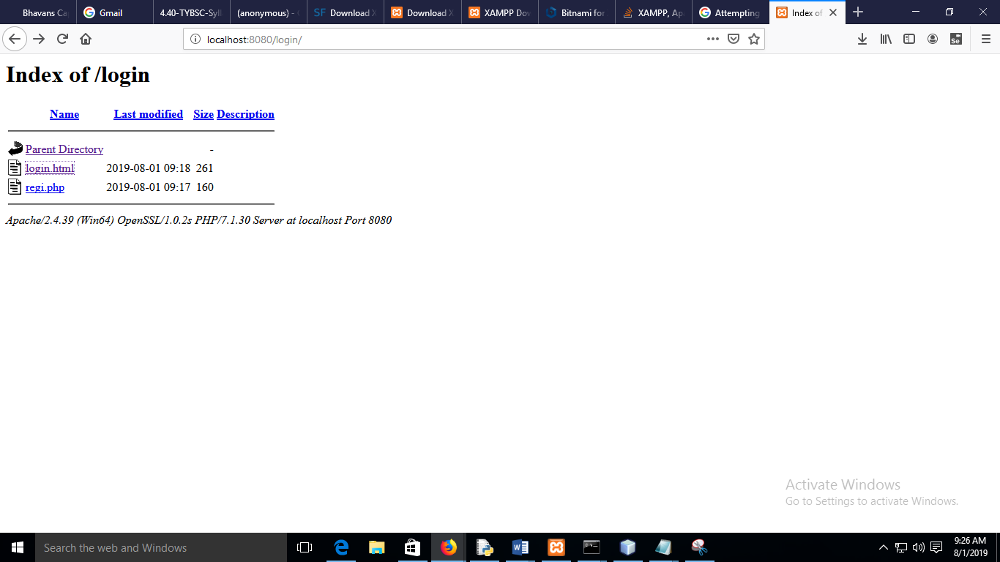 Bhavans Ca
Gmail
4.40-TYBSC-Syll
(anonymous) -
SF Download X
Download X
XAMPP Dow
Bitnami for
XAMPP, Ap
Attempting
Index of
localhost:8080/login/
Se
Index of /login
Name Last modified Size Description
Parent Directory -
login.html 2019-08-01 09:18 261
regi.php 2019-08-01 09:17 160
Apache/2.4.39 (Win64) OpenSSL/1.0.2s PHP/7.1.30 Server at localhost Port 8080
Activate Windows
Go to Settings to activate Windows.
Search the web and Windows
9:26 AM
8/1/2019